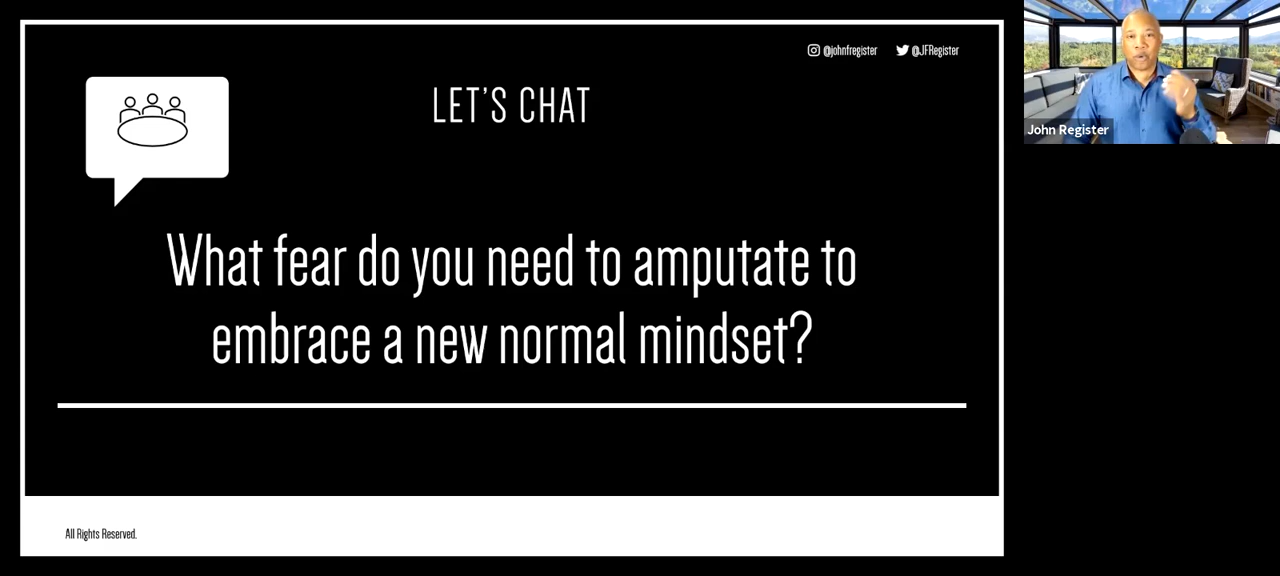 @johnfregister @JFRegister
LET'S CHAT
What fear do you need to amputate to
embrace a new normal mindset?
All Rights Reserved.
John Register